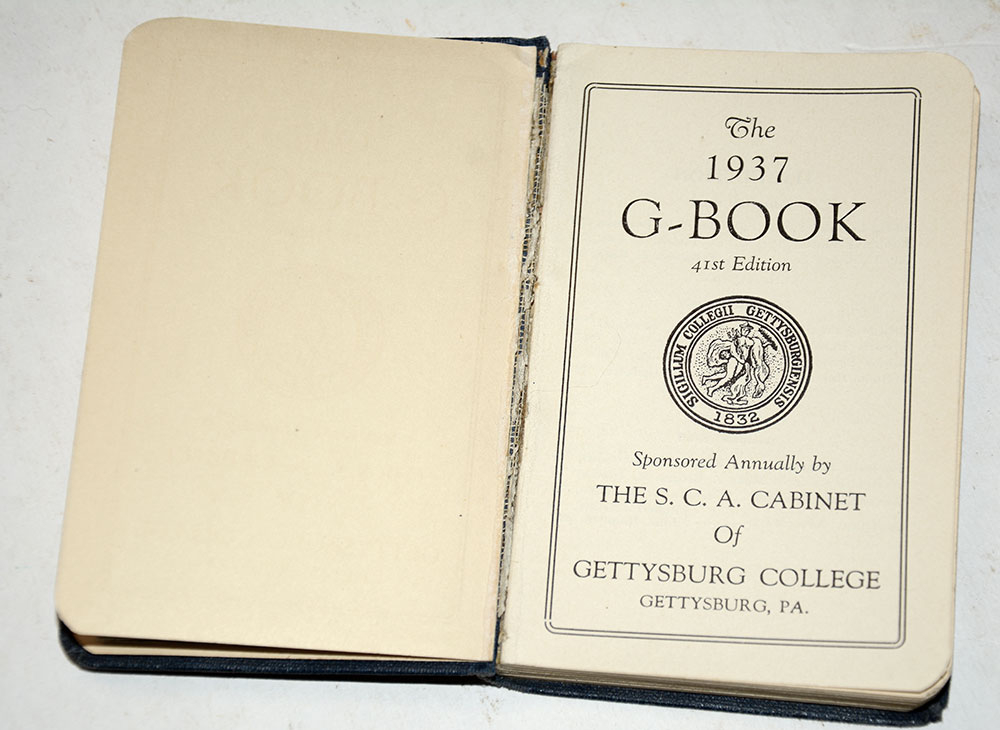 The
1937
G-BOOK
41st Edition
SIGILLUM COLLEGII GETTYSBURGIENSIS
1832
Sponsored Annually by
THE S. C. A. CABINET
Of
GETTYSBURG COLLEGE
GETTYSBURG, PA.